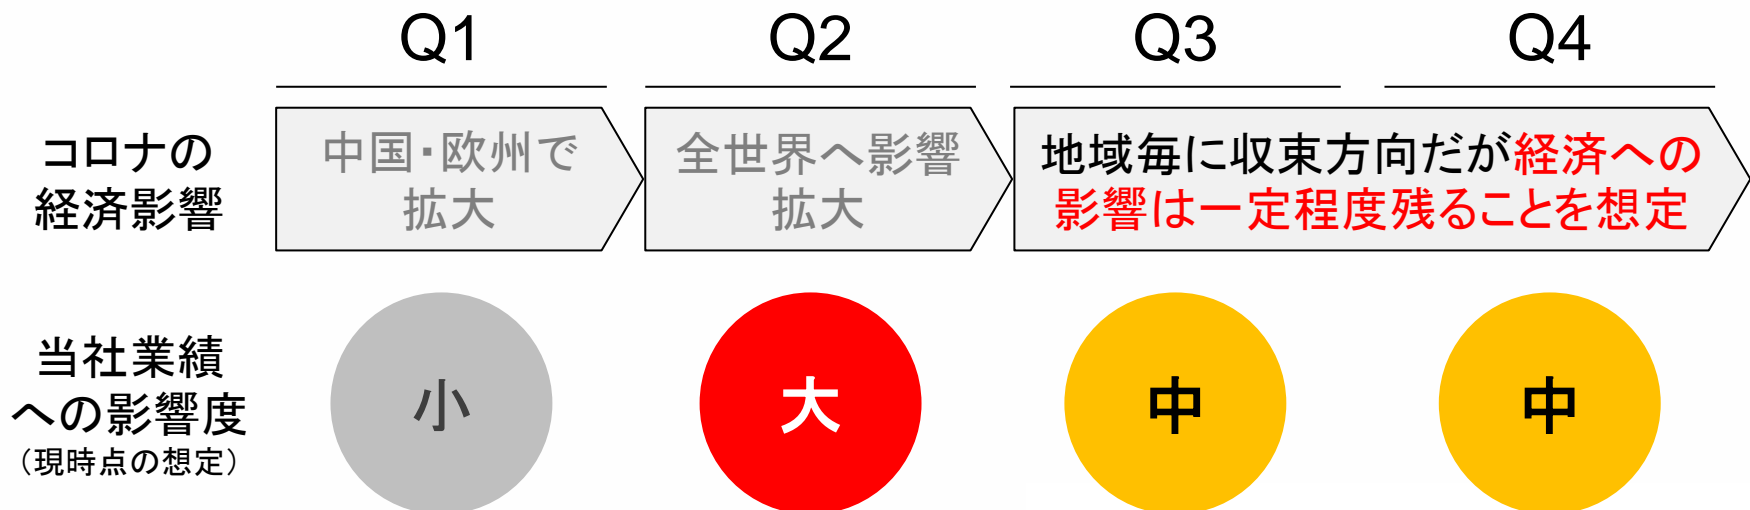 Q1
Q2
Q3
Q4
コロナの
経済影響
中国・欧州で
拡大
全世界へ影響
拡大
地域毎に収束方向だが経済への
影響は一定程度残ることを想定
当社業績
への影響度
（現時点の想定）
小
大
中
中